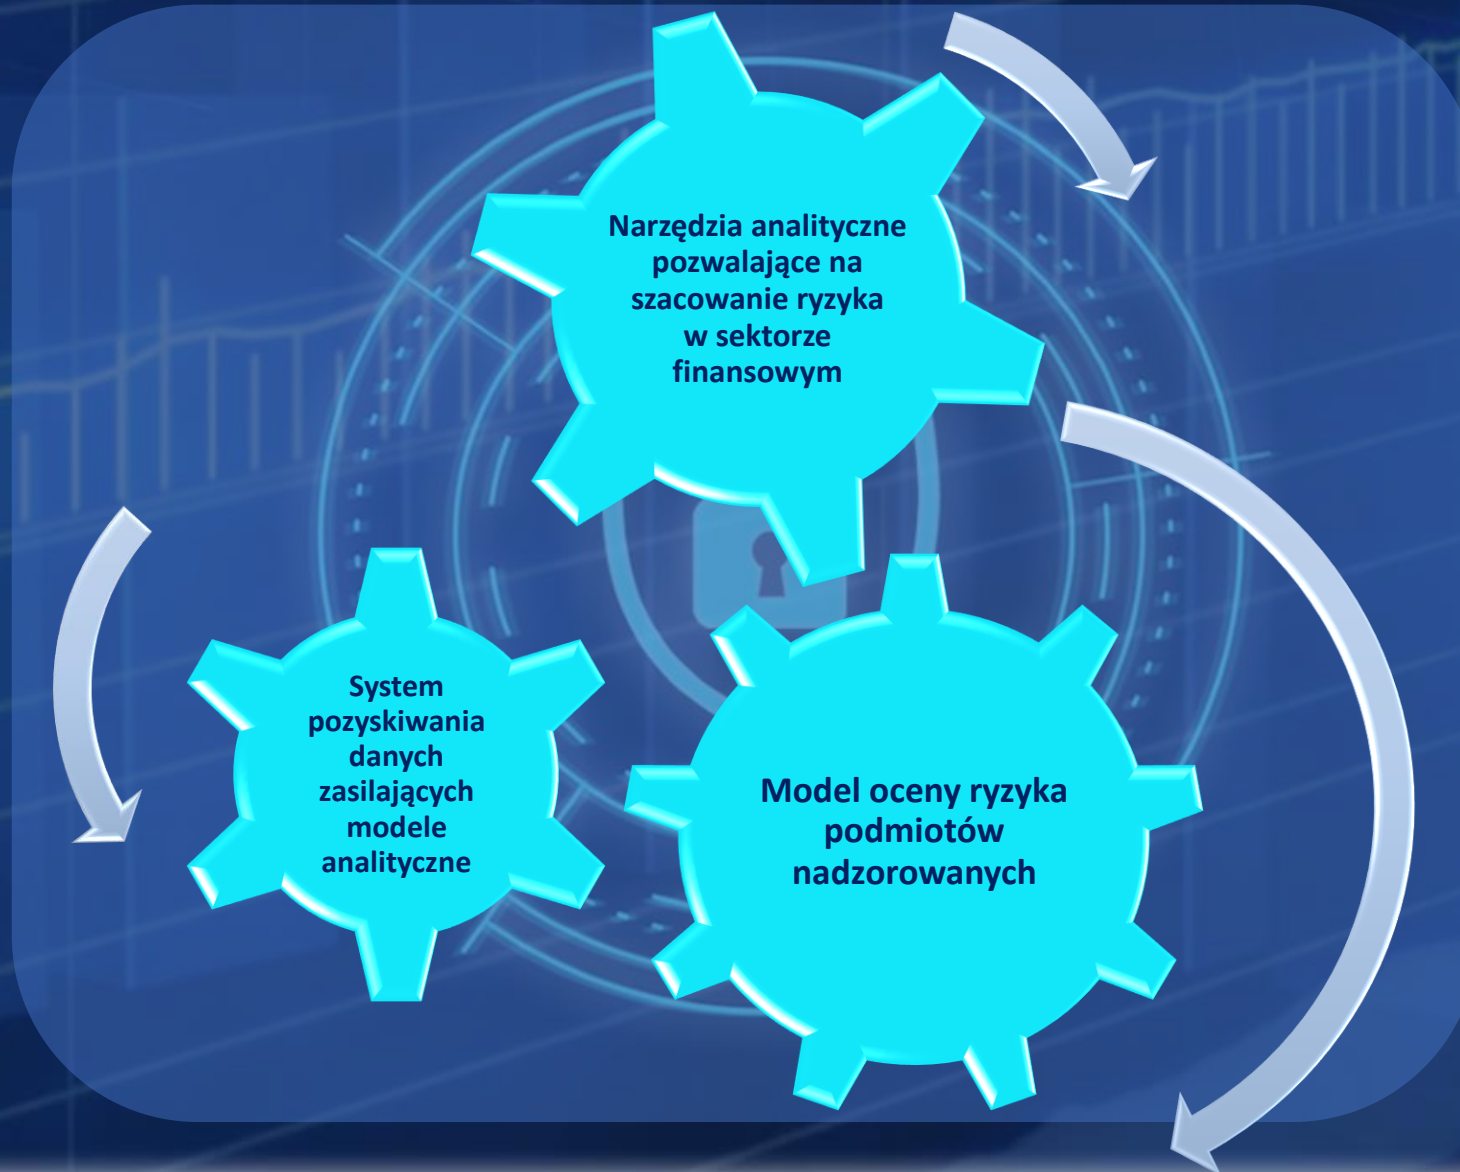 Narzędzia analityczne
pozwalające na
szacowanie ryzyka
w sektorze
finansowym
System
pozyskiwania
danych
zasilających
modele
analityczne
Model oceny ryzyka
podmiotów
nadzorowanych